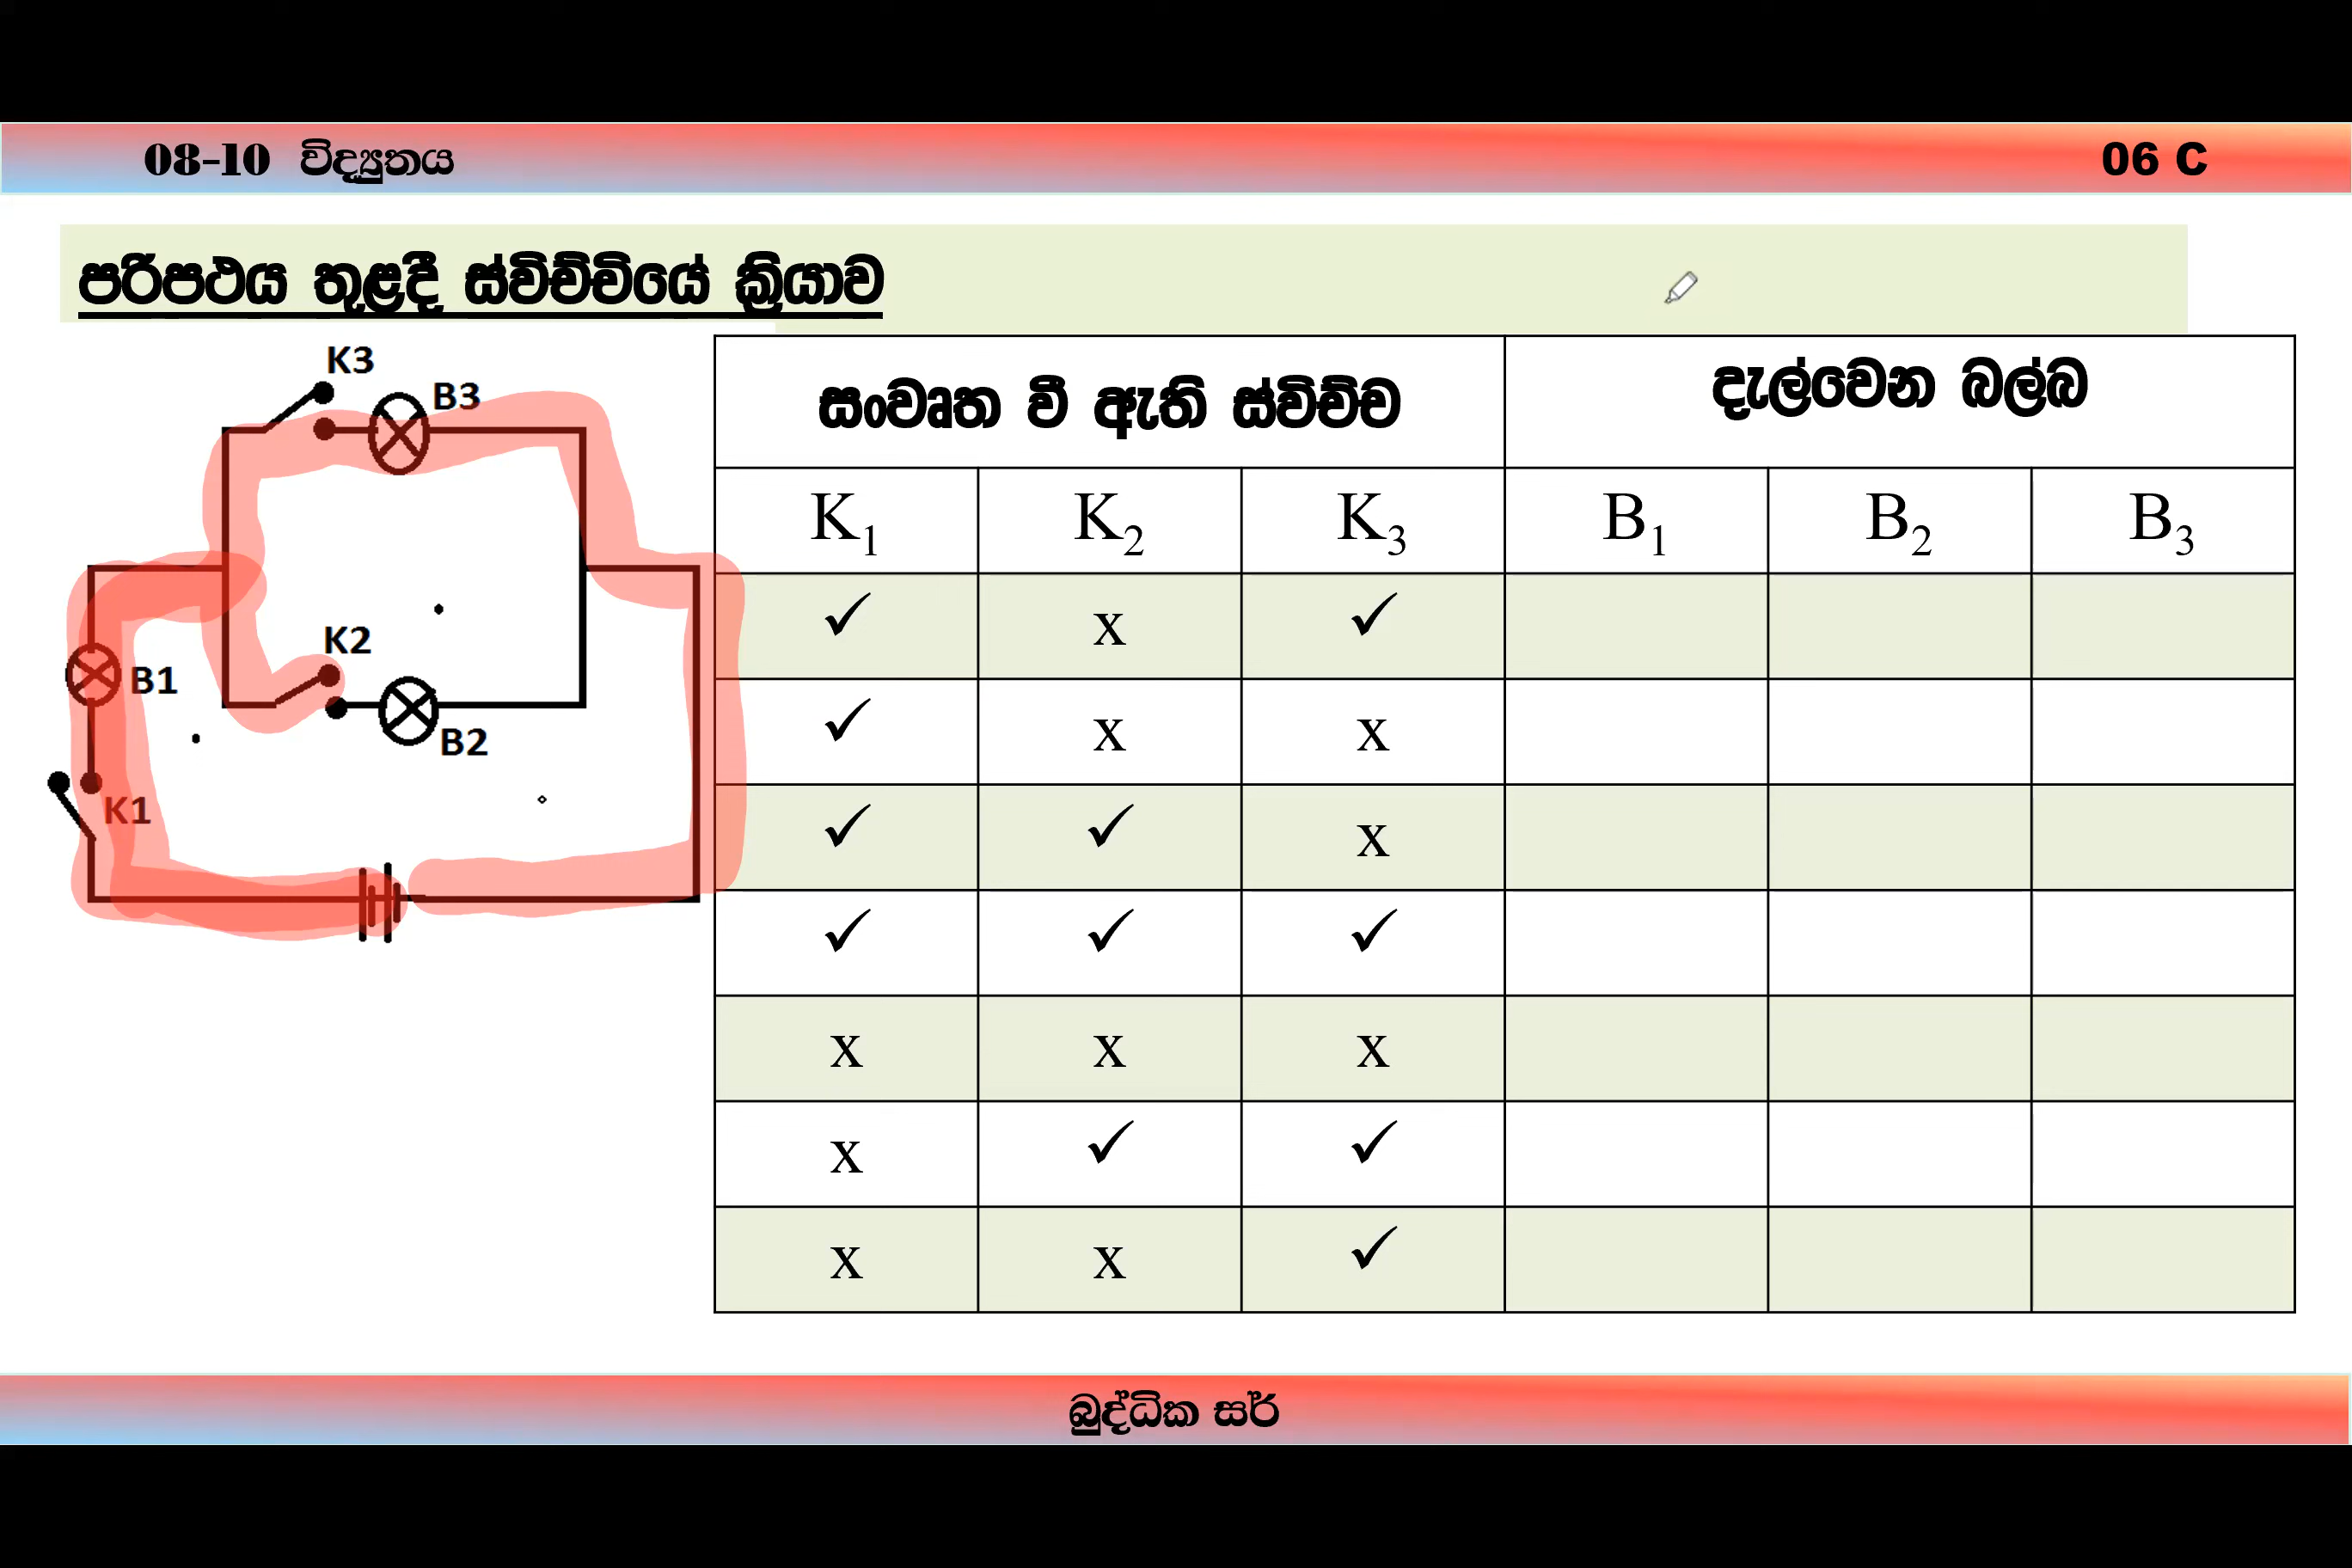 08-10 විද්‍යුතය
06 C
පරිපථය තුළදී ස්විච්චියේ ක්‍රියාව
K3
B3
K2
B1
B2
K1
සංවෘත වී ඇති ස්විච්ච දැල්වෙන බල්බ
K1 K2 K3 B1 B2 B3
✓ x ✓
✓ x x
✓ ✓ x
✓ ✓ ✓
x x x
x ✓ ✓
x x ✓
බුද්ධික සර්